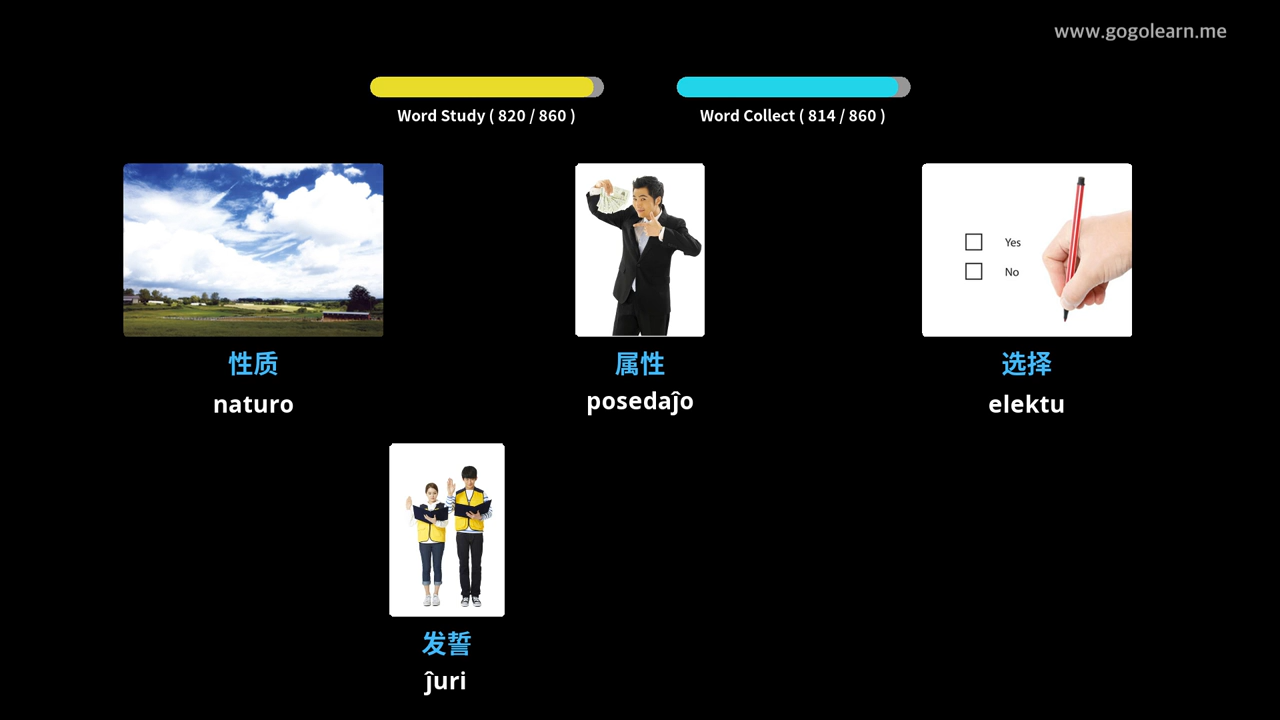 www.gogolearn.me
Word Study ( 820 / 860 )
Word Collect ( 814 / 860 )
Yes
No
性质
naturo
属性
posedaĵo
选择
elektu
发誓
ĵuri